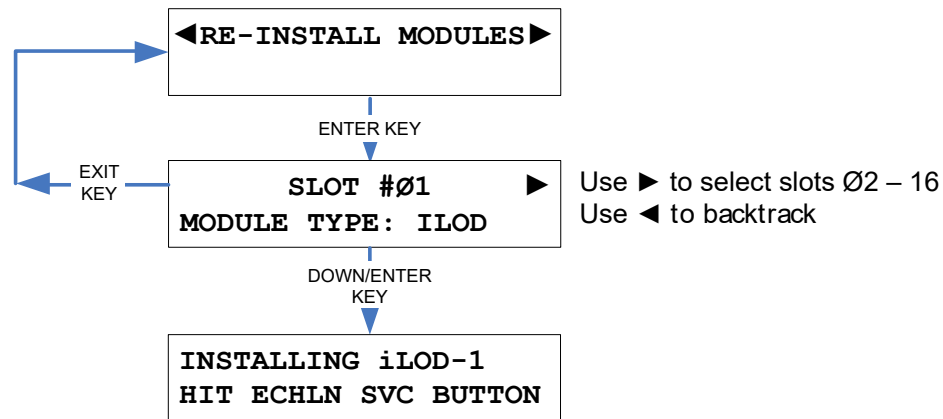 ◄RE-INSTALL MODULES►
ENTER KEY
EXIT
KEY
SLOT #Ø1 ►
MODULE TYPE: ILOD
Use ► to select slots Ø2 – 16
Use ◄ to backtrack
DOWN/ENTER
KEY
INSTALLING iLOD-1
HIT ECHLN SVC BUTTON